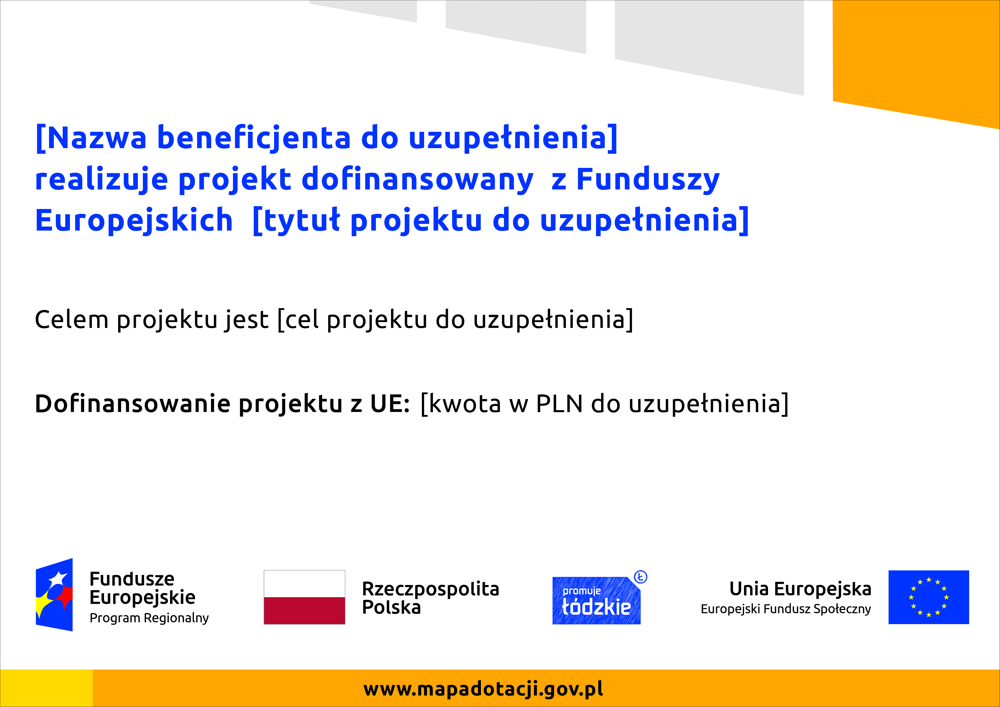 [Nazwa beneficjenta do uzupełnienia]
realizuje projekt dofinansowany z Funduszy
Europejskich [tytuł projektu do uzupełnienia]
Celem projektu jest [cel projektu do uzupełnienia]
Dofinansowanie projektu z UE: [kwota w PLN do uzupełnienia]
Fundusze
Europejskie
Program Regionalny
Rzeczpospolita
Polska
promuje
łódzkie
Ł
Unia Europejska
Europejski Fundusz Społeczny
www.mapadotacji.gov.pl